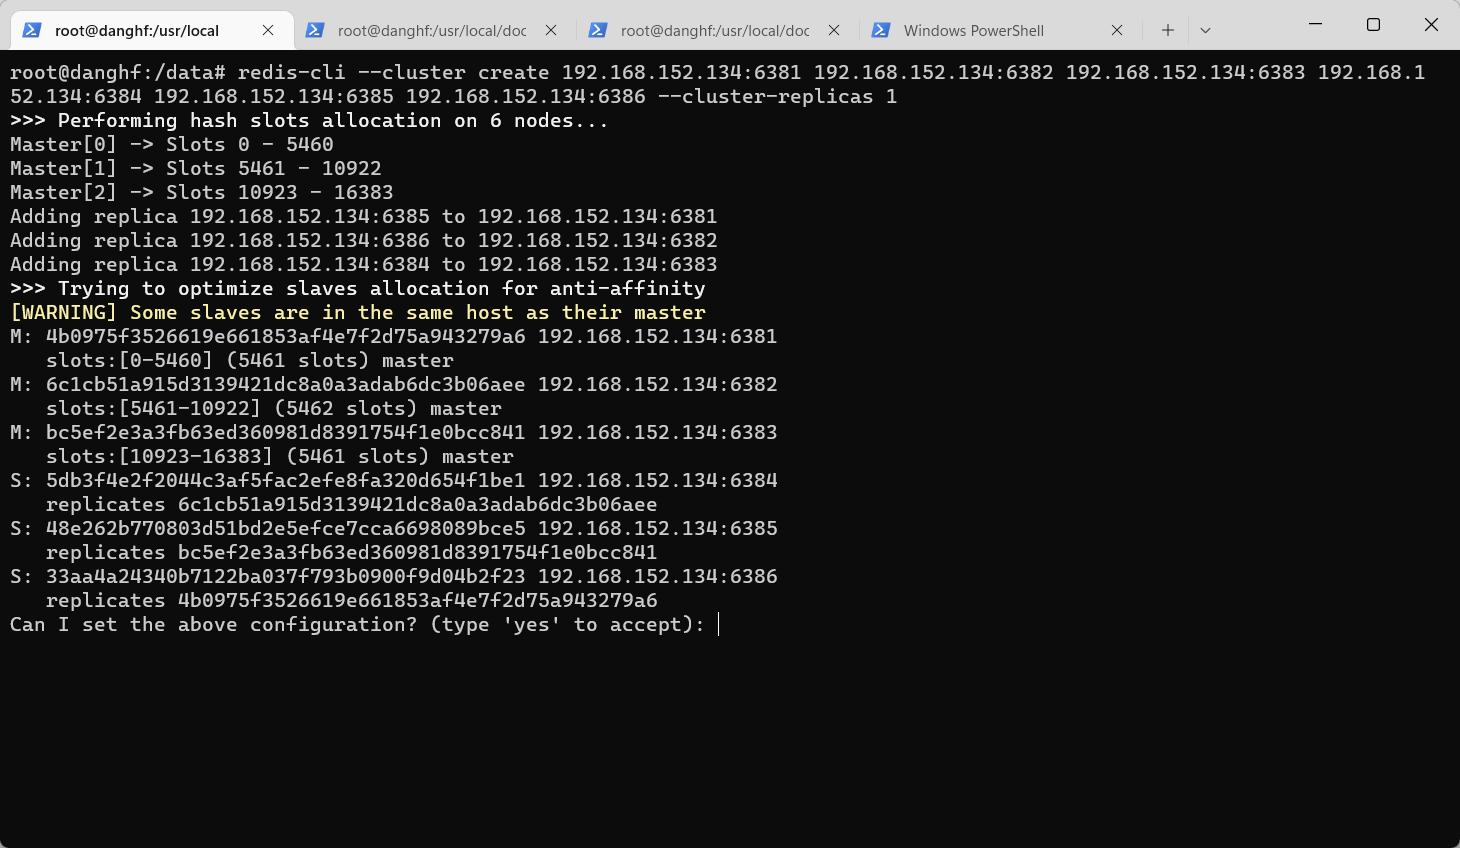 root@danghf:/usr/local
root@danghf:/usr/local/doc
root@danghf:/usr/local/doc
Windows PowerShell
root@danghf:/data# redis-cli --cluster create 192.168.152.134:6381 192.168.152.134:6382 192.168.152.134:6383 192.168.1
52.134:6384 192.168.152.134:6385 192.168.152.134:6386 --cluster-replicas 1
>>> Performing hash slots allocation on 6 nodes...
Master[0] -> Slots 0 - 5460
Master[1] -> Slots 5461 - 10922
Master[2] -> Slots 10923 - 16383
Adding replica 192.168.152.134:6385 to 192.168.152.134:6381
Adding replica 192.168.152.134:6386 to 192.168.152.134:6382
Adding replica 192.168.152.134:6384 to 192.168.152.134:6383
>>> Trying to optimize slaves allocation for anti-affinity
[WARNING] Some slaves are in the same host as their master
M: 4b0975f3526619e661853af4e7f2d75a943279a6 192.168.152.134:6381
   slots:[0-5460] (5461 slots) master
M: 6c1cb51a915d3139421dc8a0a3adab6dc3b06aee 192.168.152.134:6382
   slots:[5461-10922] (5462 slots) master
M: bc5ef2e3a3fb63ed360981d8391754f1e0bcc841 192.168.152.134:6383
   slots:[10923-16383] (5461 slots) master
S: 5db3f4e2f2044c3af5fac2efe8fa320d654f1be1 192.168.152.134:6384
   replicates 6c1cb51a915d3139421dc8a0a3adab6dc3b06aee
S: 48e262b770803d51bd2e5efce7cca6698089bce5 192.168.152.134:6385
   replicates bc5ef2e3a3fb63ed360981d8391754f1e0bcc841
S: 33aa4a24340b7122ba037f793b0900f9d04b2f23 192.168.152.134:6386
   replicates 4b0975f3526619e661853af4e7f2d75a943279a6
Can I set the above configuration? (type 'yes' to accept):